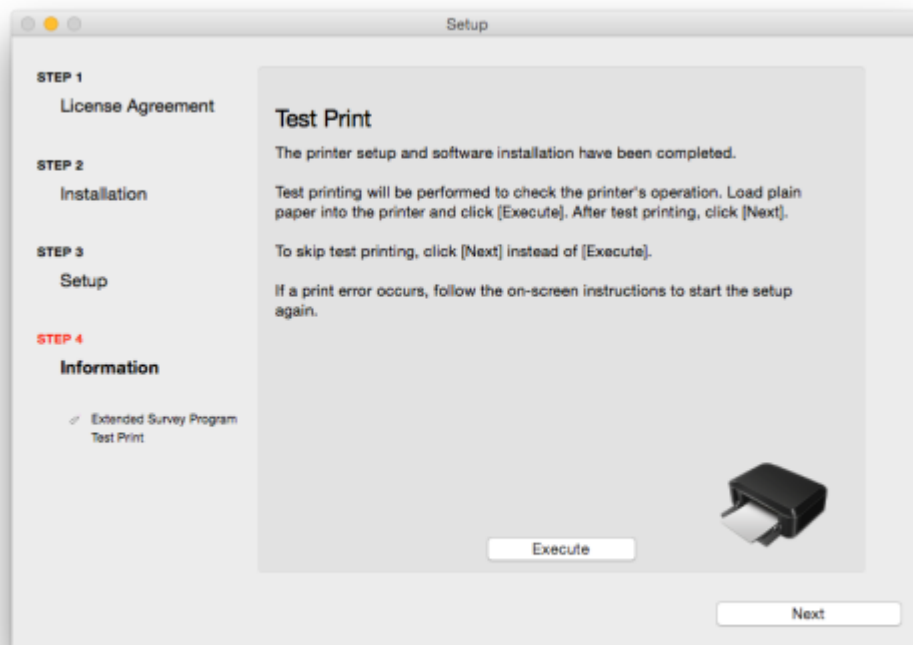 Setup
STEP 1
License Agreement
STEP 2
Installation
STEP 3
Setup
STEP 4
Information
Extended Survey Program
Test Print
Test Print
The printer setup and software installation have been completed.
Test printing will be performed to check the printer's operation. Load plain
paper into the printer and click [Execute]. After test printing, click [Next].
To skip test printing, click [Next] instead of [Execute].
If a print error occurs, follow the on-screen instructions to start the setup
again.
Execute
Next